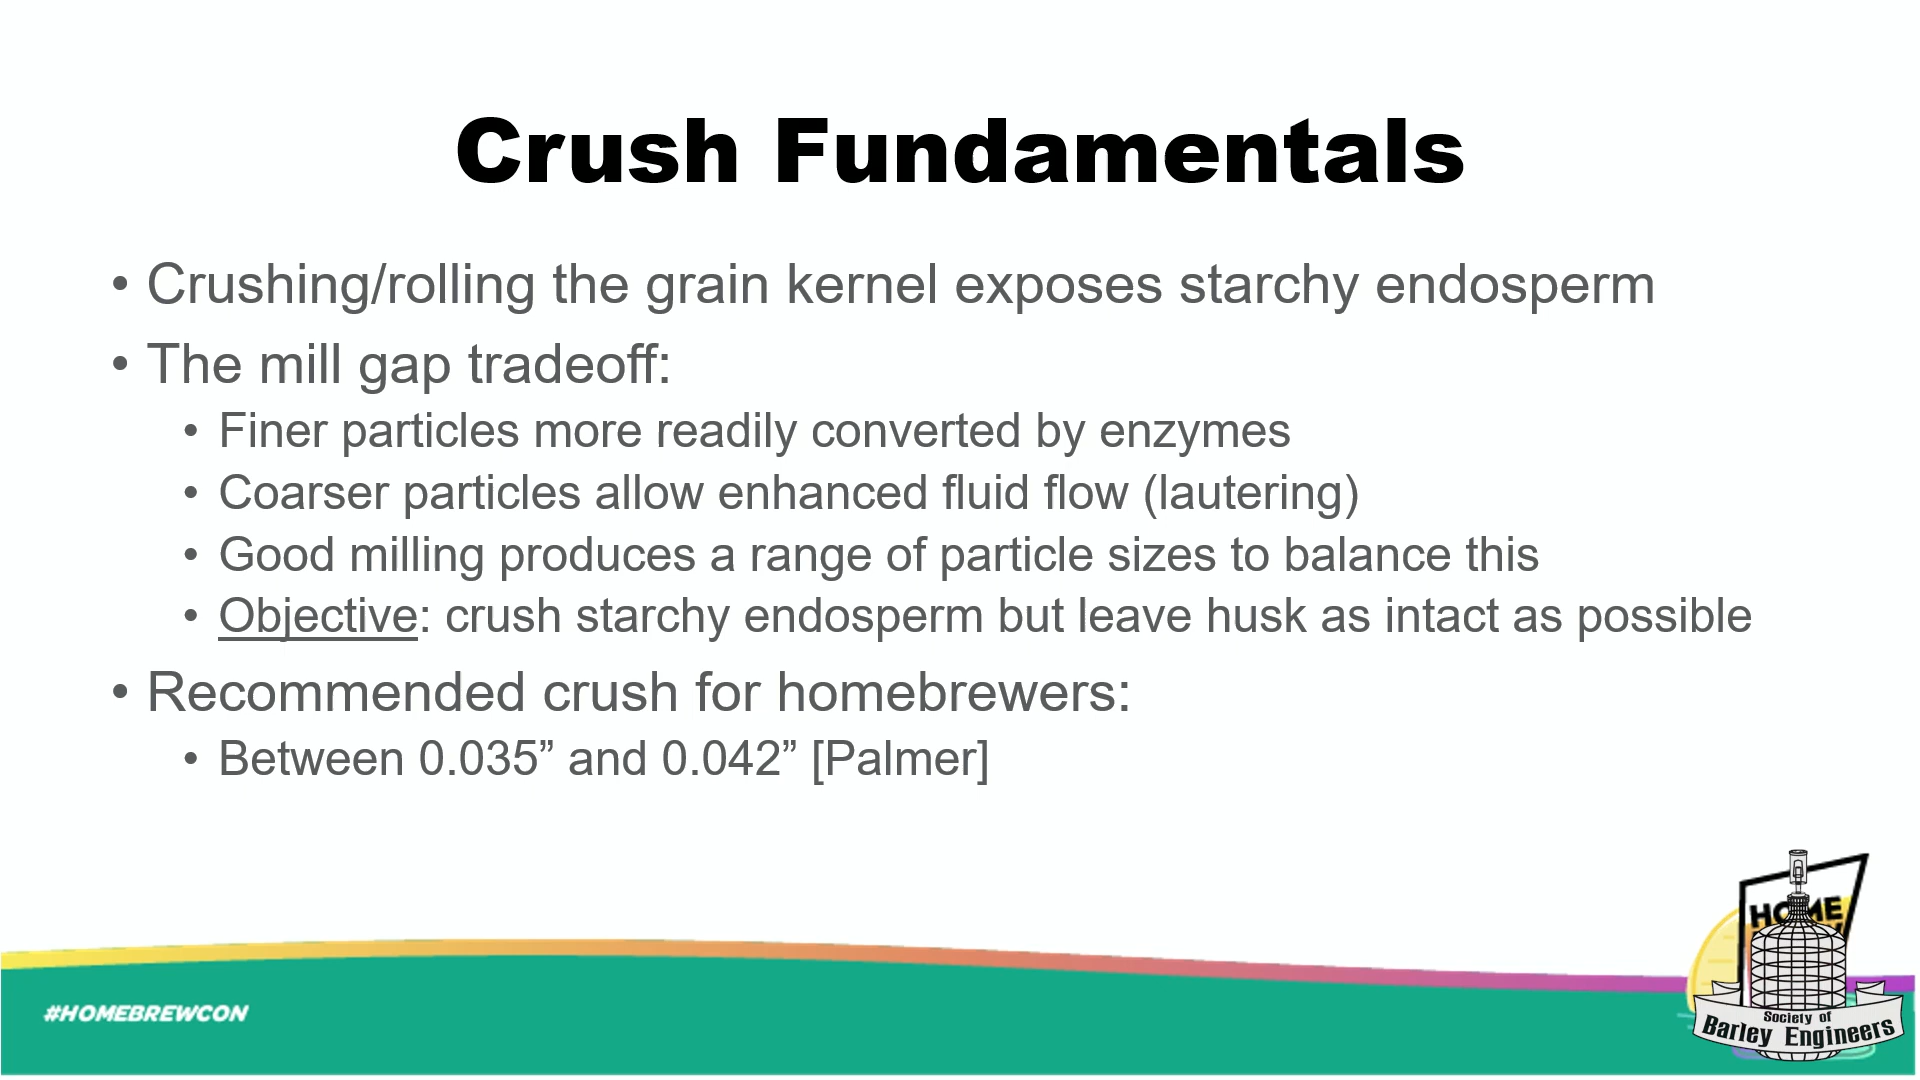 Crush Fundamentals
• Crushing/rolling the grain kernel exposes starchy endosperm
• The mill gap tradeoff:
• Finer particles more readily converted by enzymes
• Coarser particles allow enhanced fluid flow (lautering)
• Good milling produces a range of particle sizes to balance this
• Objective: crush starchy endosperm but leave husk as intact as possible
• Recommended crush for homebrewers:
• Between 0.035” and 0.042” [Palmer]
HOME
#HOMEBREWCON
Society of
Barley Engineers